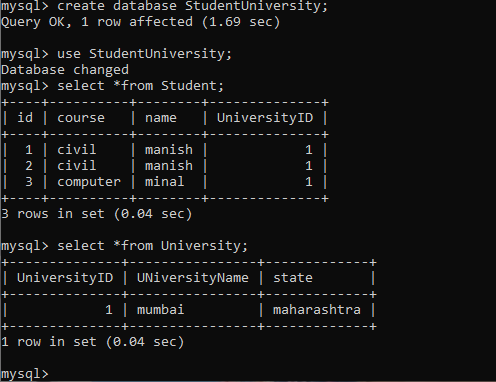 mysql> create database StudentUniversity;
Query OK, 1 row affected (1.69 sec)
mysql> use StudentUniversity;
Database changed
mysql> select *from Student;
+----+----------+--------+--------------+
| id | course   | name   | UniversityID |
+----+----------+--------+--------------+
|  1 | civil    | manish |            1 |
|  2 | civil    | manish |            1 |
|  3 | computer | minal  |            1 |
+----+----------+--------+--------------+
3 rows in set (0.04 sec)
mysql> select *from University;
+--------------+----------------+-------------+
| UniversityID | UNiversityName | state       |
+--------------+----------------+-------------+
|            1 | mumbai         | maharashtra |
+--------------+----------------+-------------+
1 row in set (0.04 sec)
mysql>